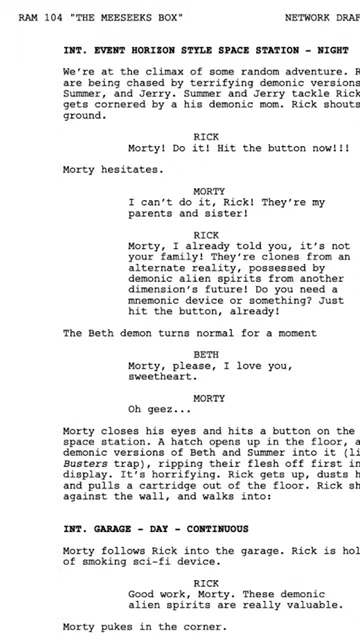 RAM 104 "THE MEESEEKS BOX" NETWORK DRAF
INT. EVENT HORIZON STYLE SPACE STATION - NIGHT
We're at the climax of some random adventure. R
are being chased by terrifying demonic versions
Summer, and Jerry. Summer and Jerry tackle Rick
gets cornered by a his demonic mom. Rick shouts
ground.
RICK
Morty! Do it! Hit the button now!!!
Morty hesitates.
MORTY
I can't do it, Rick! They're my
parents and sister!
RICK
Morty, I already told you, it's not
your family! They're clones from an
alternate reality, possessed by
demonic alien spirits from another
dimension's future! Do you need a
mnemonic device or something? Just
hit the button, already!
The Beth demon turns normal for a moment
BETH
Morty, please, I love you,
sweetheart.
MORTY
Oh geez...
Morty closes his eyes and hits a button on the
space station. A hatch opens up in the floor, a
demonic versions of Beth and Summer into it (li
Busters trap), ripping their flesh off first in
display. It's horrifying. Rick gets up, dusts h
and pulls a cartridge out of the floor. Rick sh
against the wall, and walks into:
INT. GARAGE - DAY - CONTINUOUS
Morty follows Rick into the garage. Rick is hol
of smoking sci-fi device.
RICK
Good work, Morty. These demonic
alien spirits are really valuable.
Morty pukes in the corner.